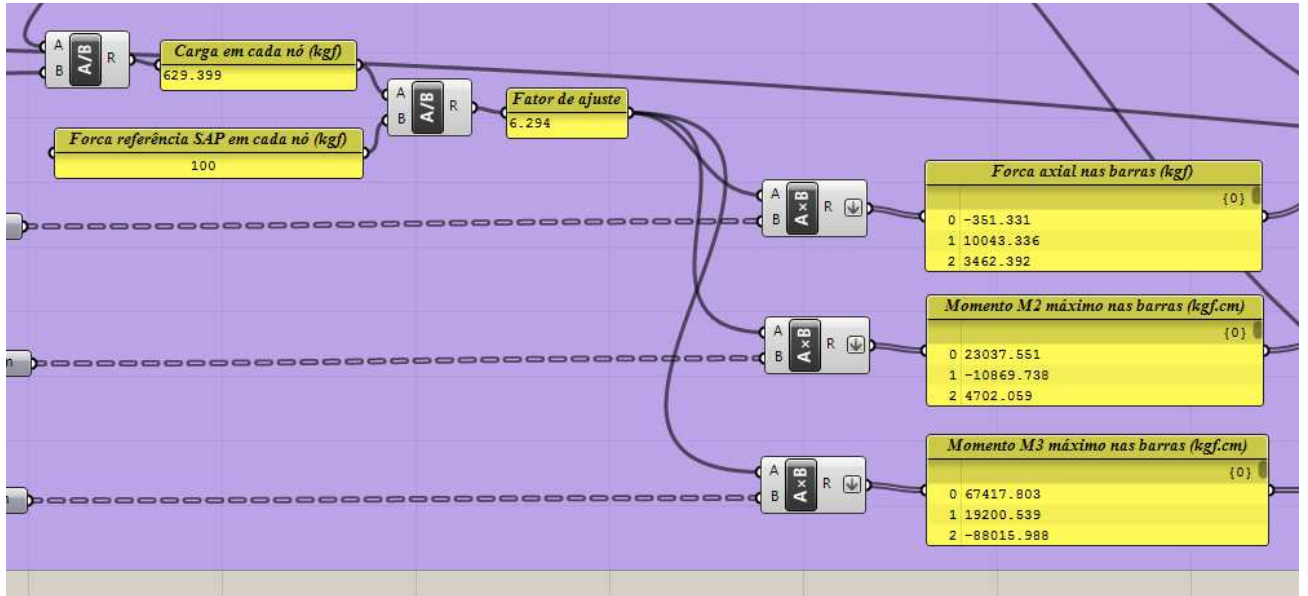 A
B
A/B
R
Carga em cada nó (kgf)
629.399
A
B
A/B
R
Fator de ajuste
6.294
Forca referência SAP em cada nó (kgf)
100
A
B
A×B
R
Forca axial nas barras (kgf)
{0}
0 -351.331
1 10043.336
2 3462.392
A
B
A×B
R
Momento M2 máximo nas barras (kgf.cm)
{0}
0 23037.551
1 -10869.738
2 4702.059
A
B
A×B
R
Momento M3 máximo nas barras (kgf.cm)
{0}
0 67417.803
1 19200.539
2 -88015.988